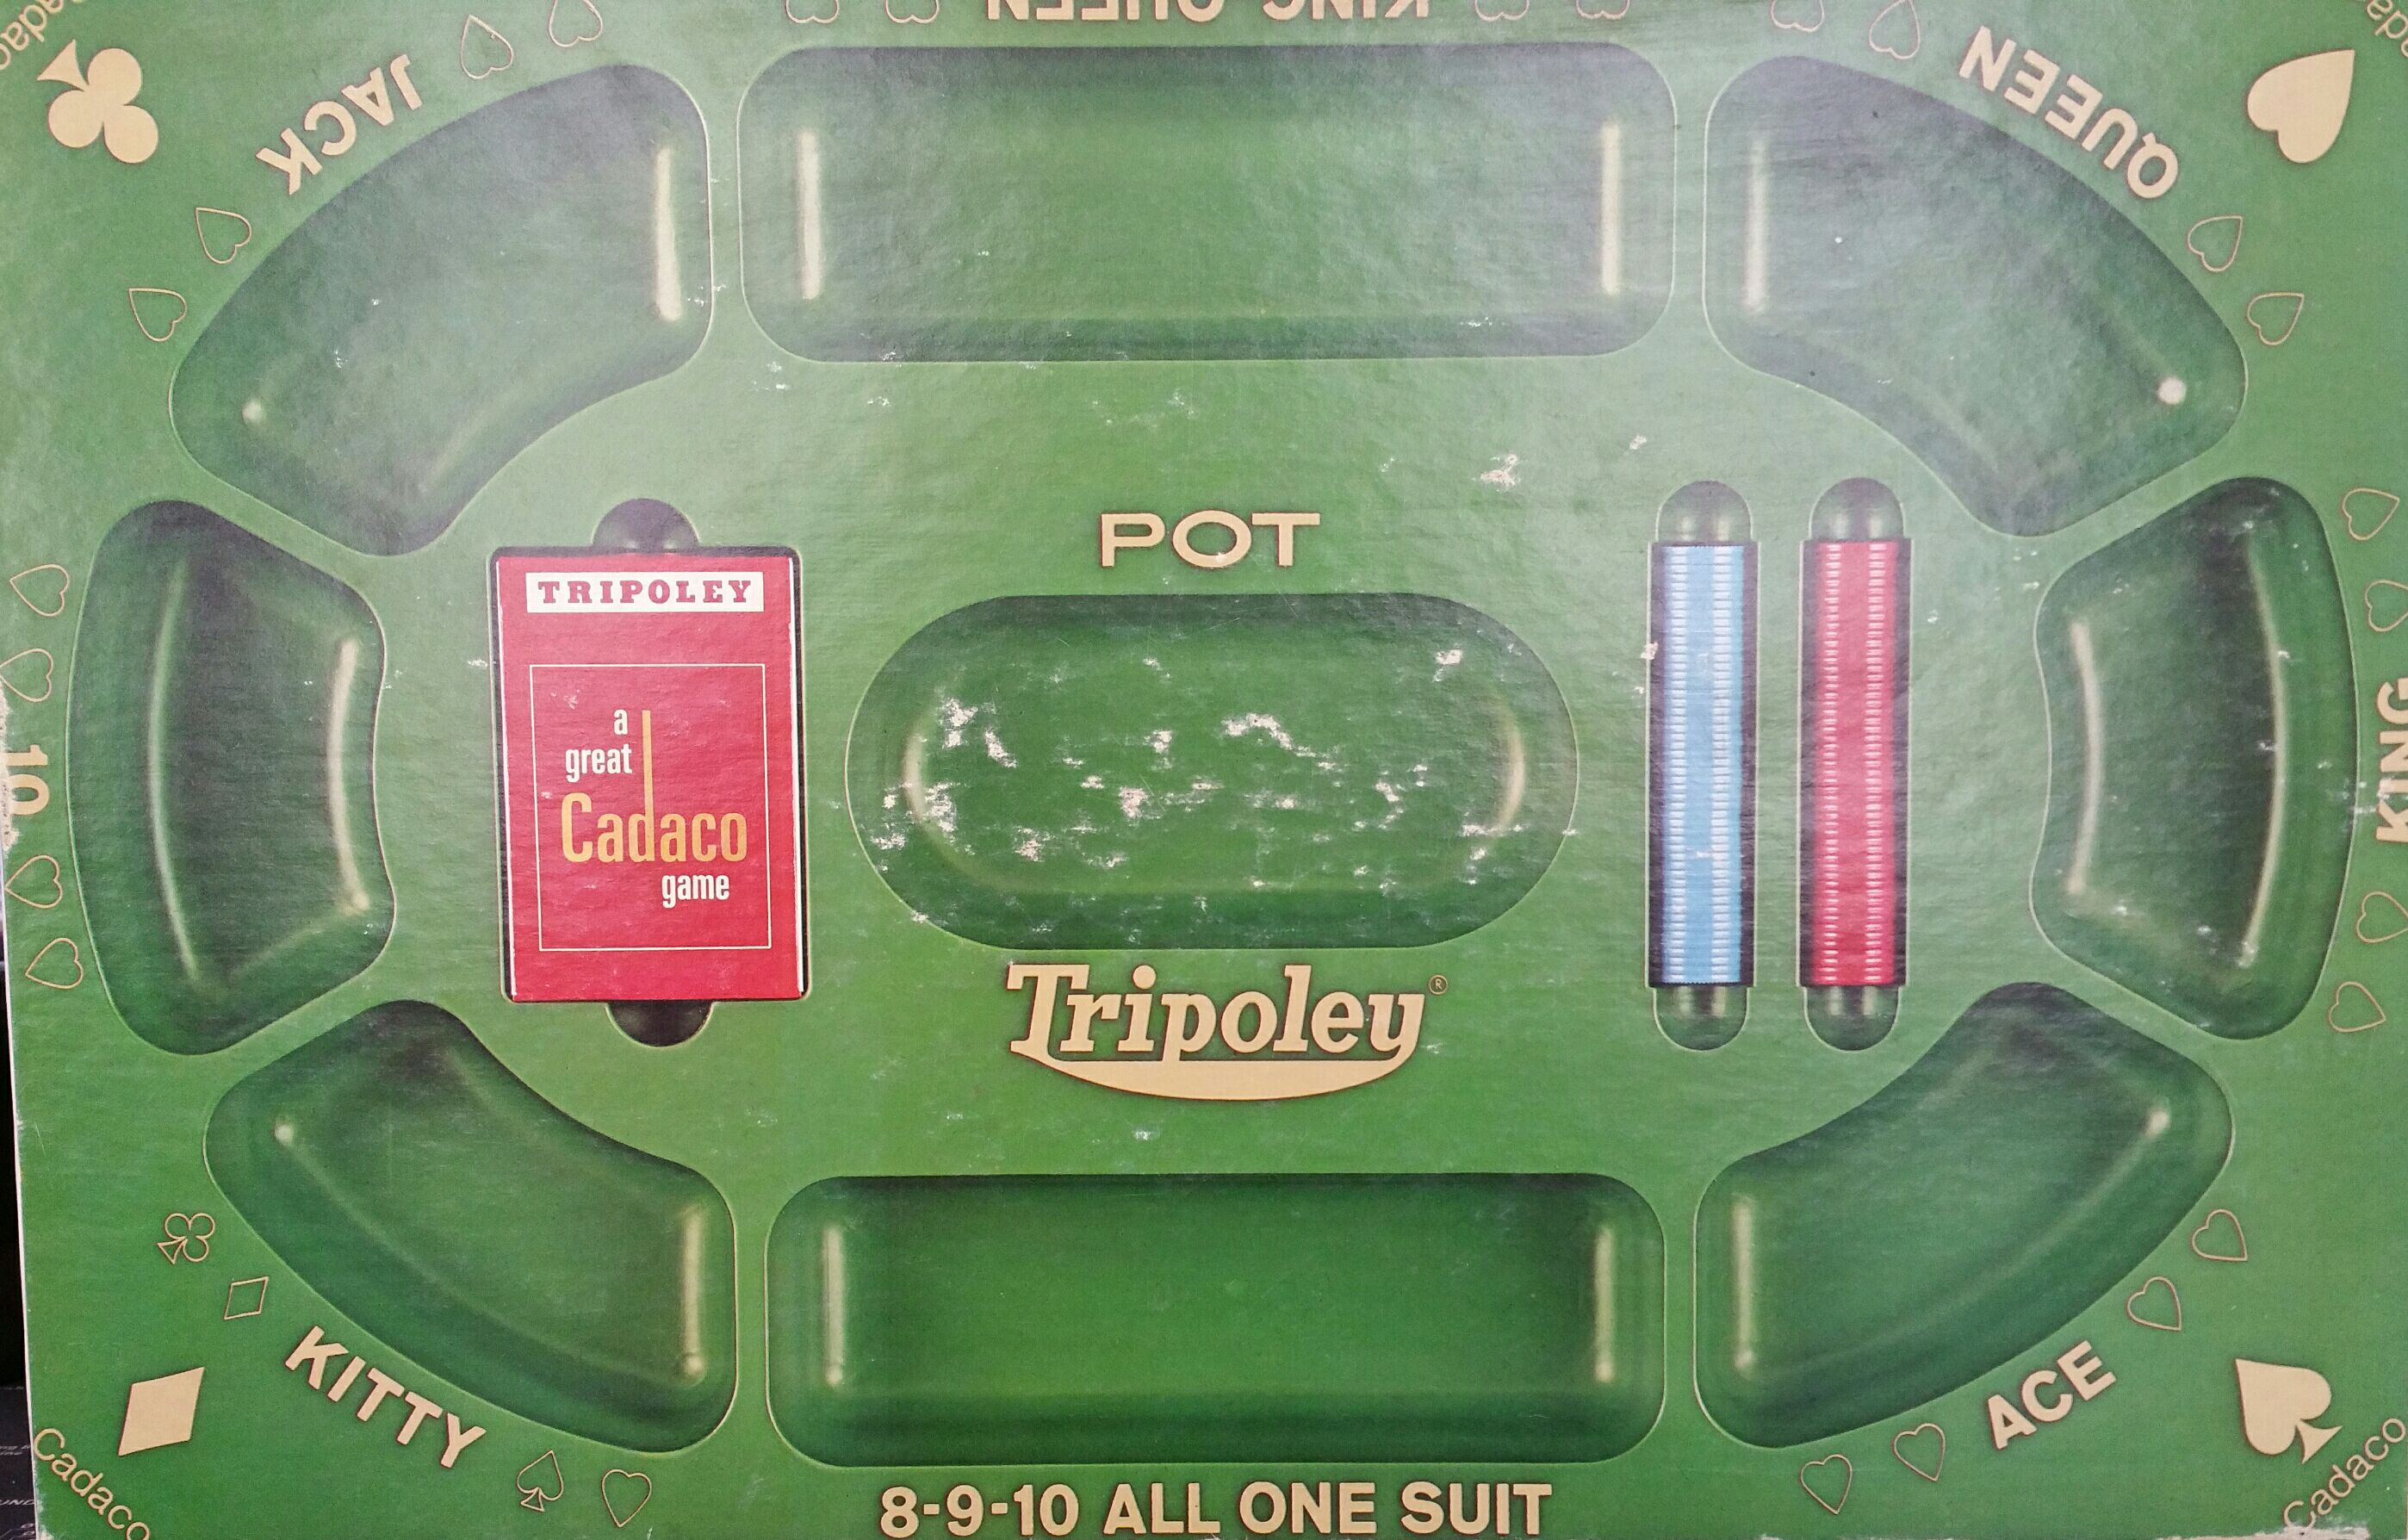 Cadaco
KING QUEEN
JACK
QUEEN
POT
TRIPOLEY
a
great
Cadaco
game
10
KING
Tripoley®
KITTY
ACE
8-9-10 ALL ONE SUIT
Cadaco
Cadaco